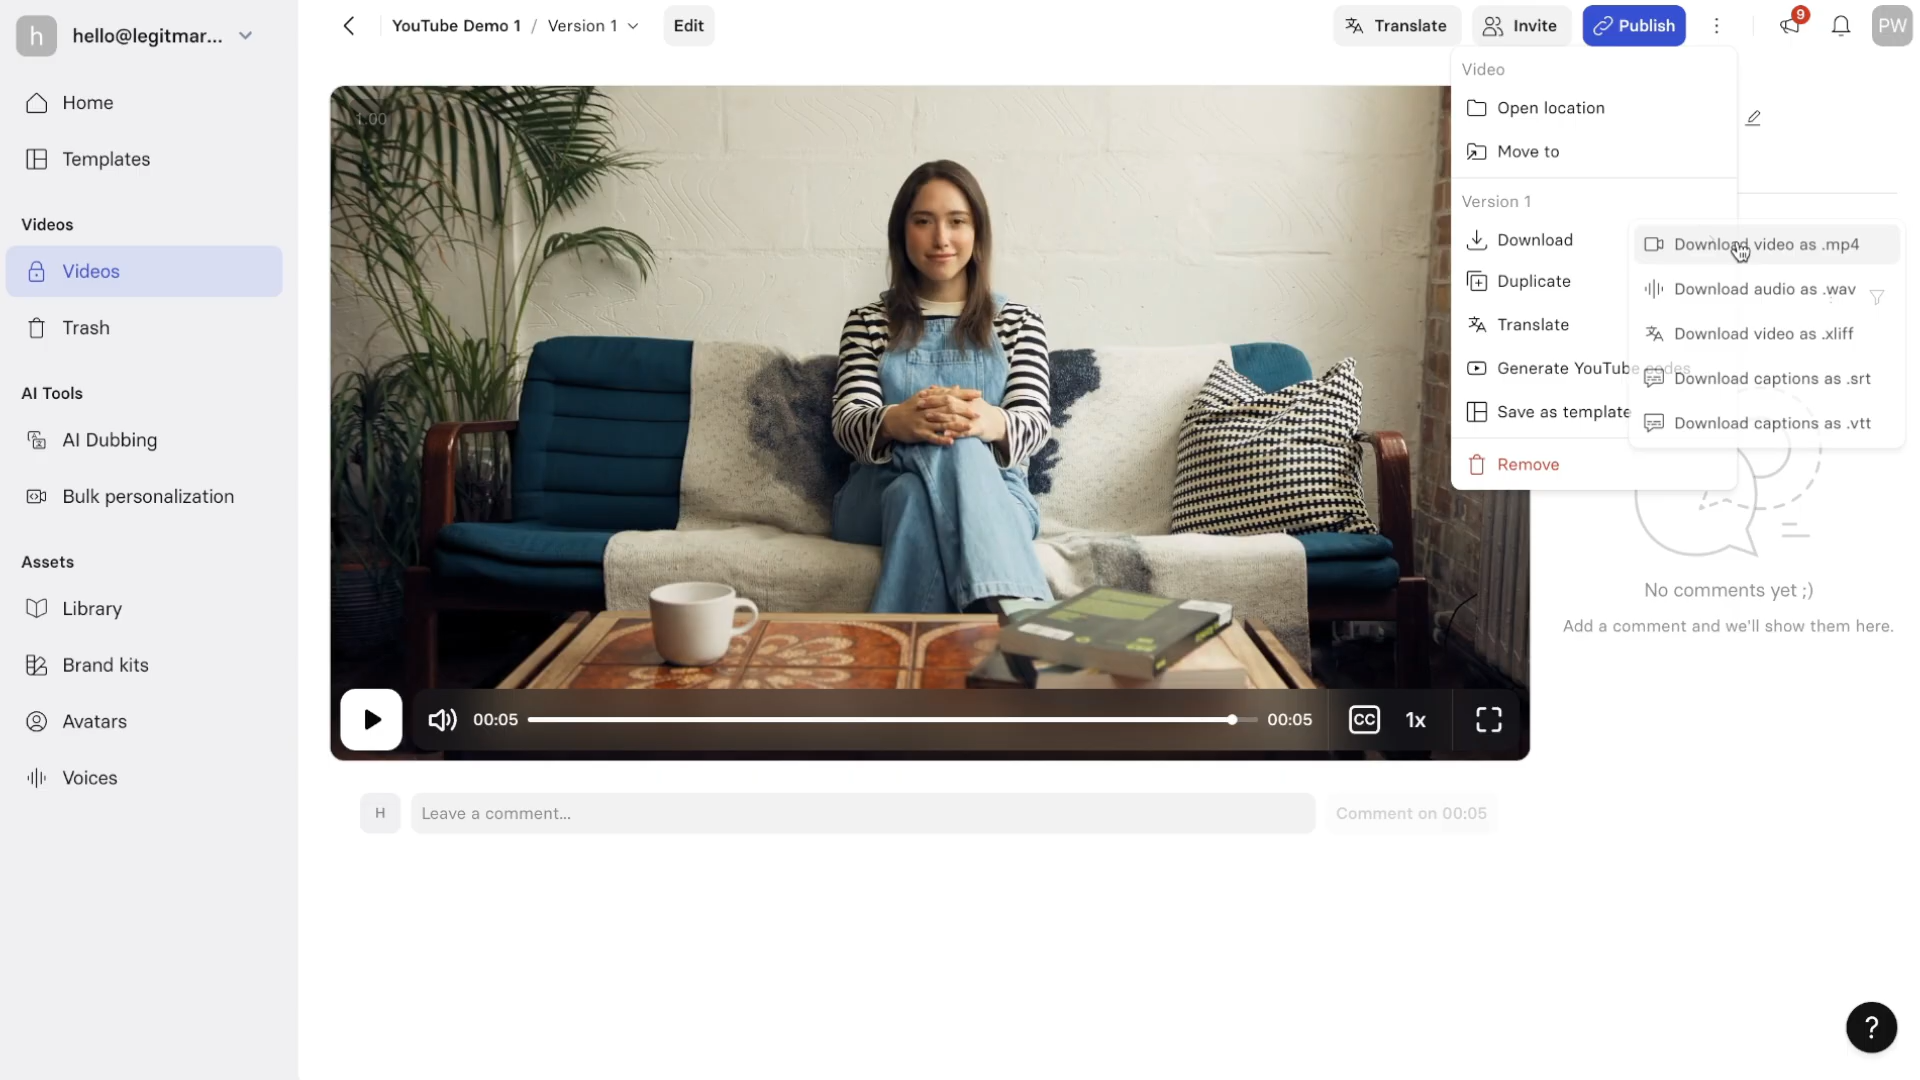 h hello@legitmar...
YouTube Demo 1 / Version 1
Edit
Translate
Invite
Publish
9
PW
Home
Templates
Videos
Videos
Trash
AI Tools
AI Dubbing
Bulk personalization
Assets
Library
Brand kits
Avatars
Voices
1.00
Video
Open location
Move to
Version 1
Download
Duplicate
Translate
Generate YouTube codes
Save as template
Remove
Download video as .mp4
Download audio as .wav
Download video as .xliff
Download captions as .srt
Download captions as .vtt
No comments yet ;)
Add a comment and we'll show them here.
00:05
00:05
CC
1x
H
Leave a comment...
Comment on 00:05
?